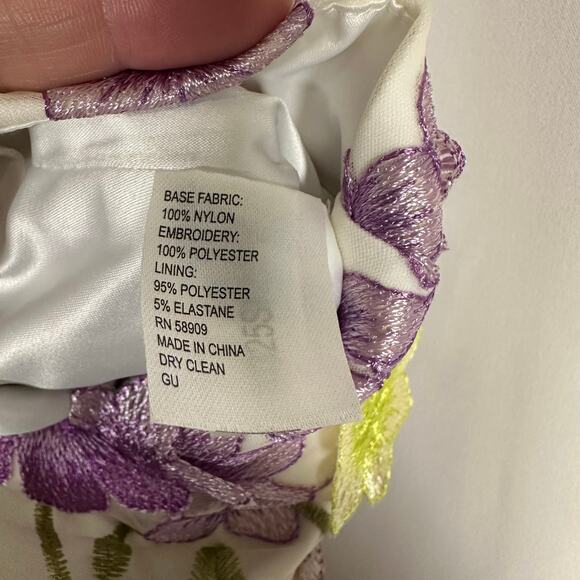 BASE FABRIC:
100% NYLON
EMBROIDERY:
100% POLYESTER
LINING:
95% POLYESTER
5% ELASTANE
RN 58909
MADE IN CHINA
DRY CLEAN
GU